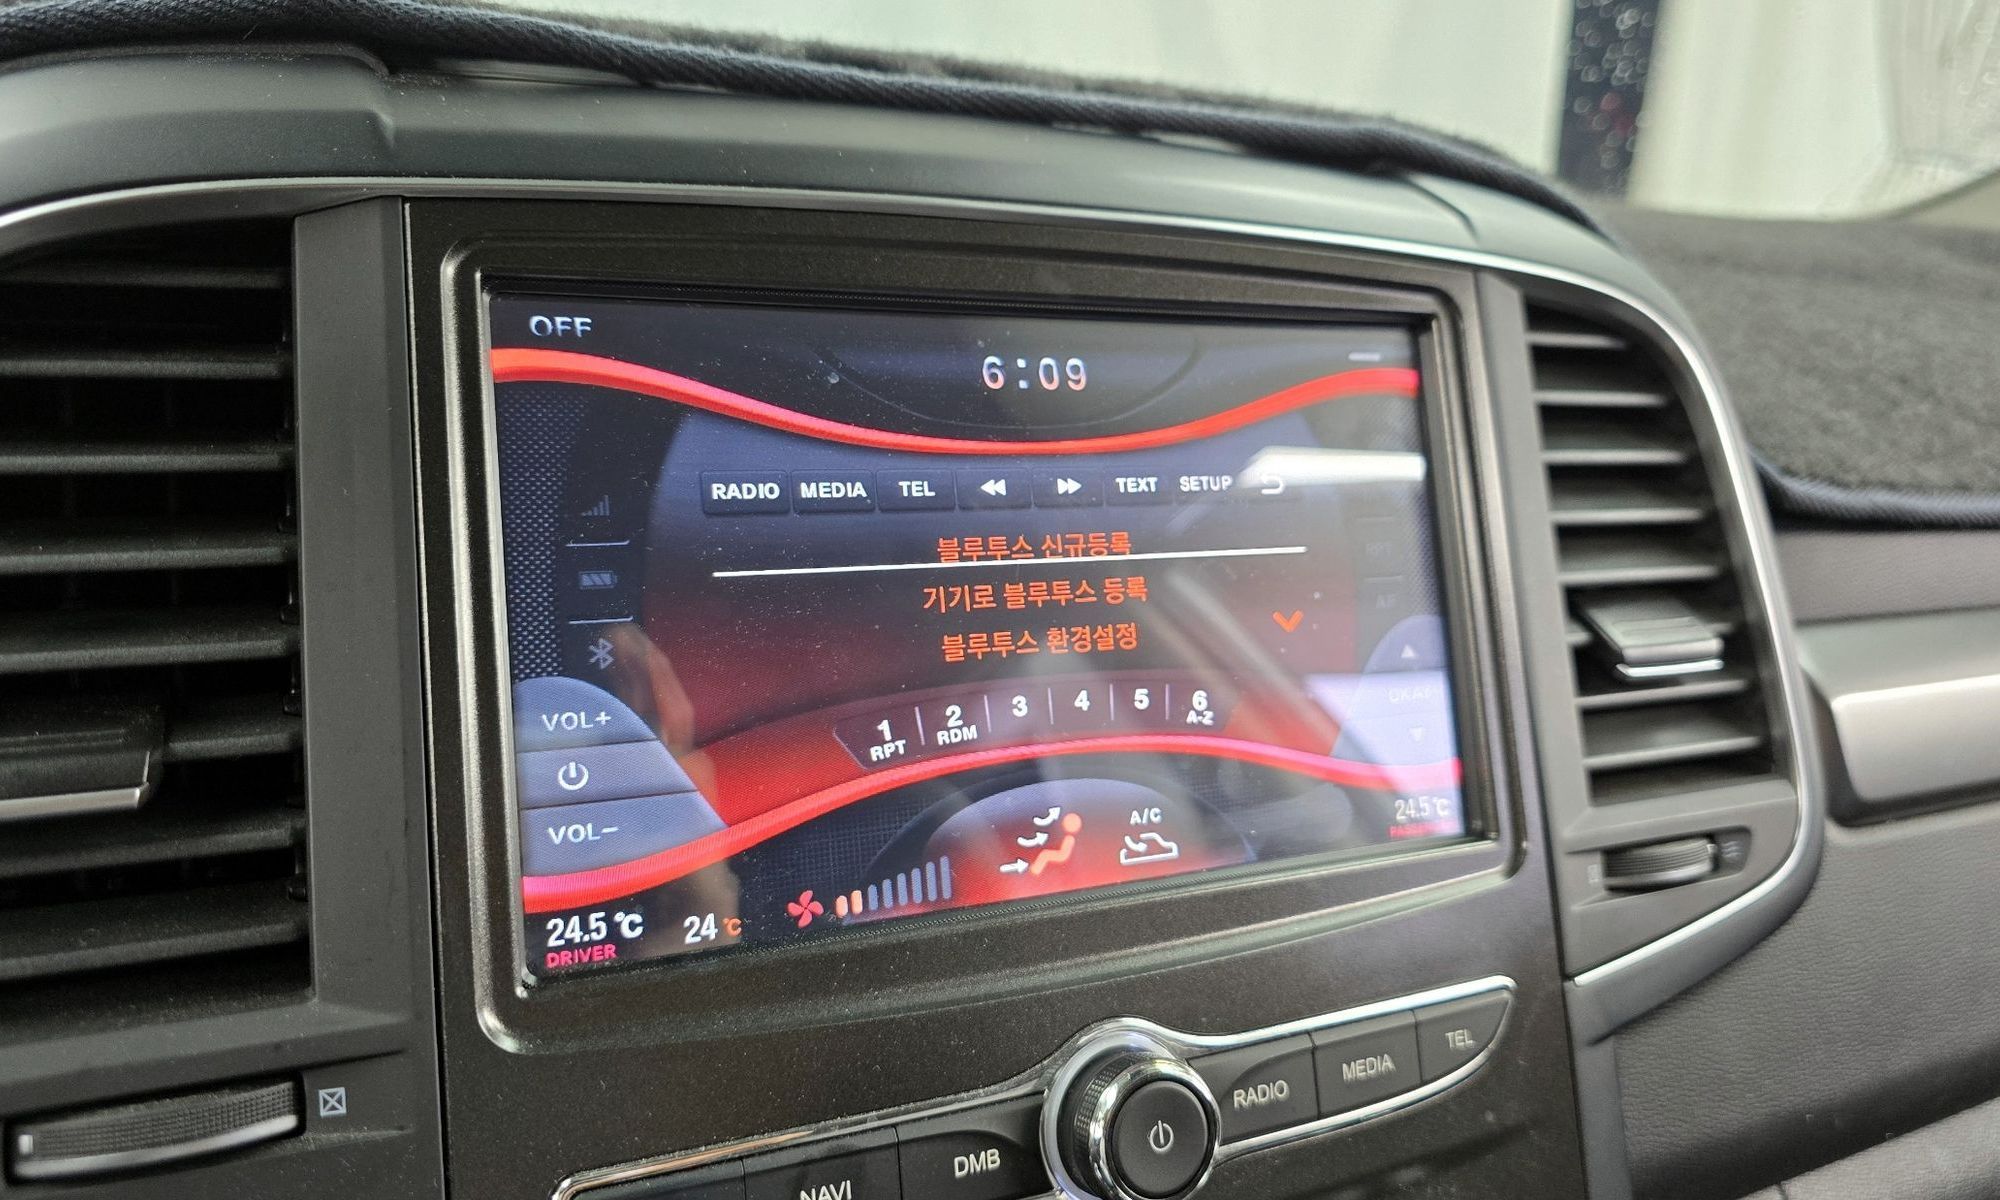 OFF
6:09
RADIO MEDIA TEL TEXT SETUP
블루투스 신규등록
기기로 블루투스 등록
블루투스 환경설정
1 2 3 4 5 6
RPT RDM A-Z
VOL+
VOL-
A/C
24.5 ℃
24.5 ℃ 24 ℃
DRIVER
RADIO MEDIA TEL
NAVI DMB